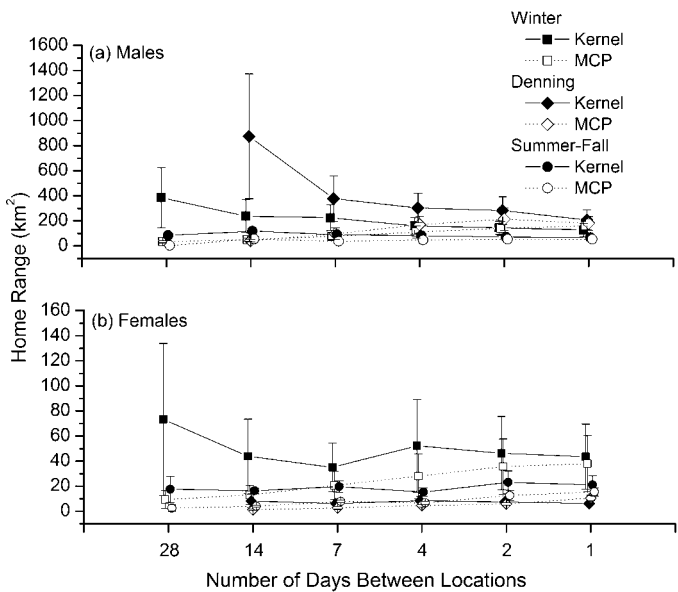 Winter
Kernel
MCP
Denning
Kernel
MCP
Summer-Fall
Kernel
MCP
(a) Males
1600
1400
1200
1000
800
600
400
200
0
Home Range (km²)
(b) Females
160
140
120
100
80
60
40
20
0
28 14 7 4 2 1
Number of Days Between Locations